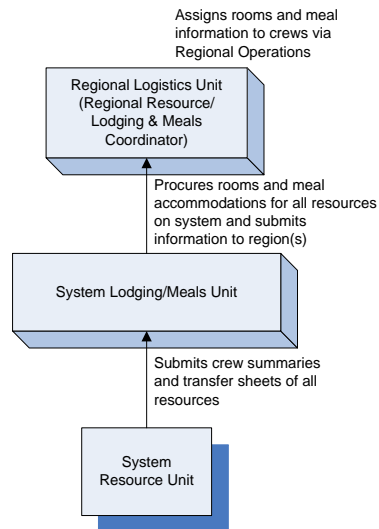 Assigns rooms and meal
information to crews via
Regional Operations
Regional Logistics Unit
(Regional Resource/
Lodging & Meals
Coordinator)
Procures rooms and meal
accommodations for all resources
on system and submits
information to region(s)
System Lodging/Meals Unit
Submits crew summaries
and transfer sheets of all
resources
System
Resource Unit